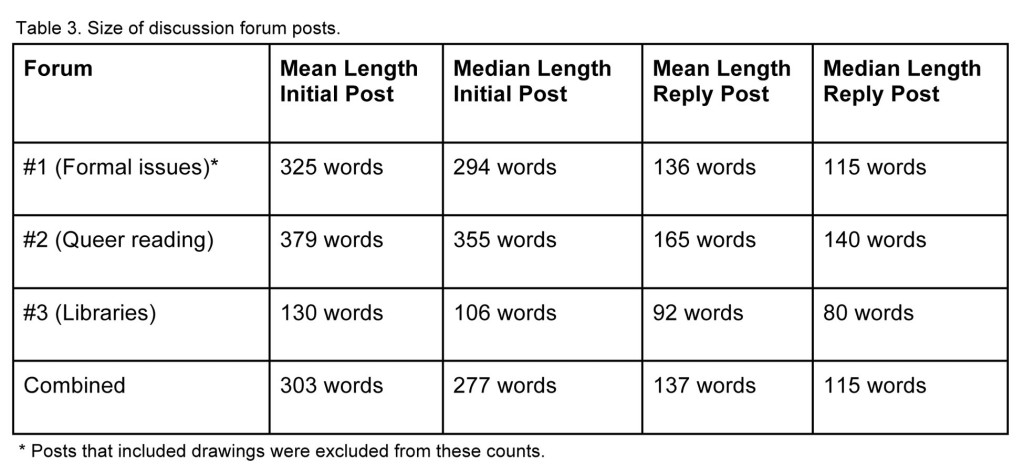 Table 3. Size of discussion forum posts.
Forum Mean Length Initial Post Median Length Initial Post Mean Length Reply Post Median Length Reply Post
#1 (Formal issues)* 325 words 294 words 136 words 115 words
#2 (Queer reading) 379 words 355 words 165 words 140 words
#3 (Libraries) 130 words 106 words 92 words 80 words
Combined 303 words 277 words 137 words 115 words
* Posts that included drawings were excluded from these counts.